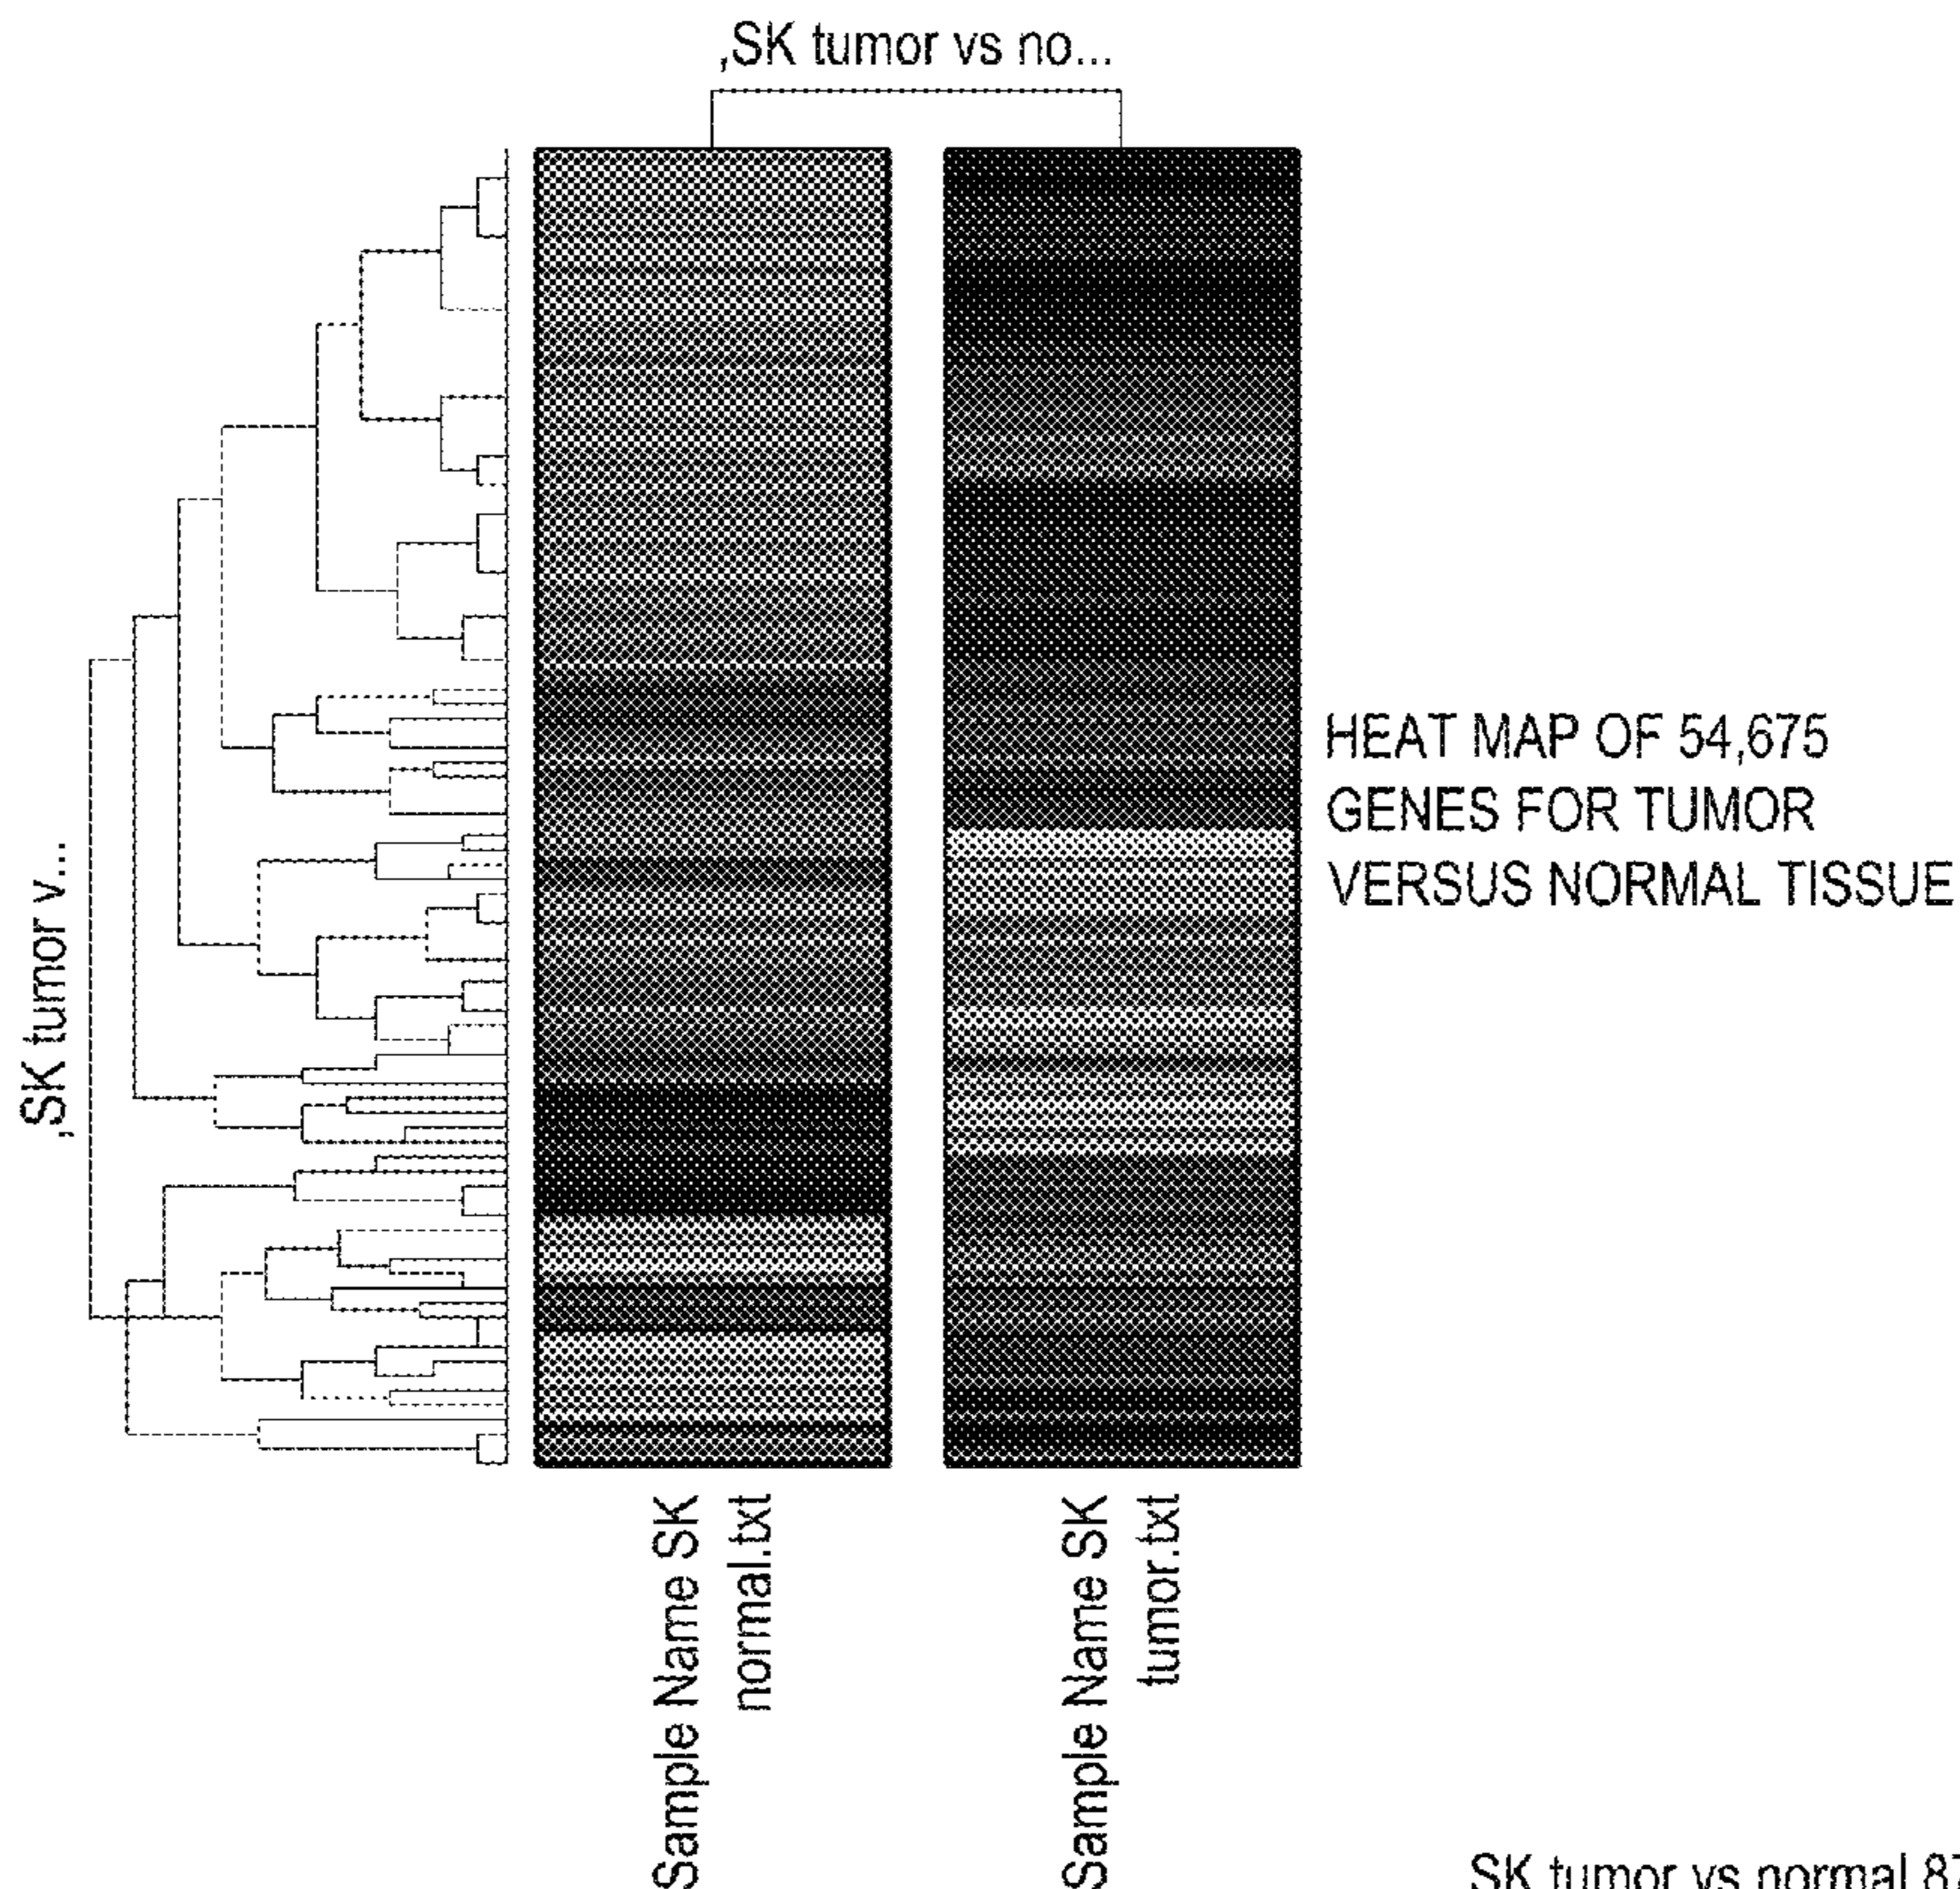 ,SK tumor vs no...
,SK tumor v...
HEAT MAP OF 54,675
GENES FOR TUMOR
VERSUS NORMAL TISSUE
Sample Name SK
normal.txt
Sample Name SK
tumor.txt
SK tumor vs normal